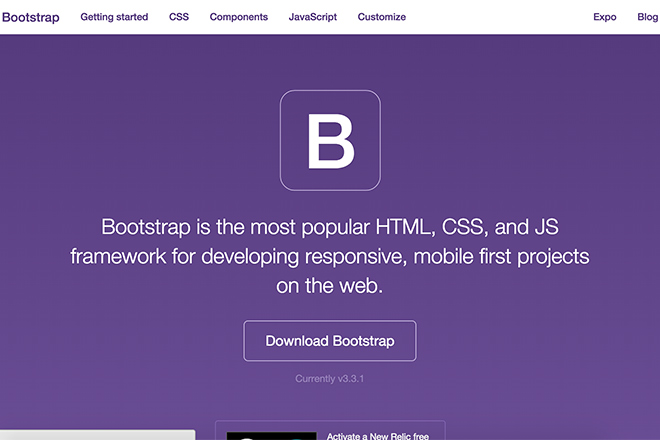 Bootstrap Getting started CSS Components JavaScript Customize Expo Blog
B
Bootstrap is the most popular HTML, CSS, and JS
framework for developing responsive, mobile first projects
on the web.
Download Bootstrap
Currently v3.3.1
Activate a New Relic free